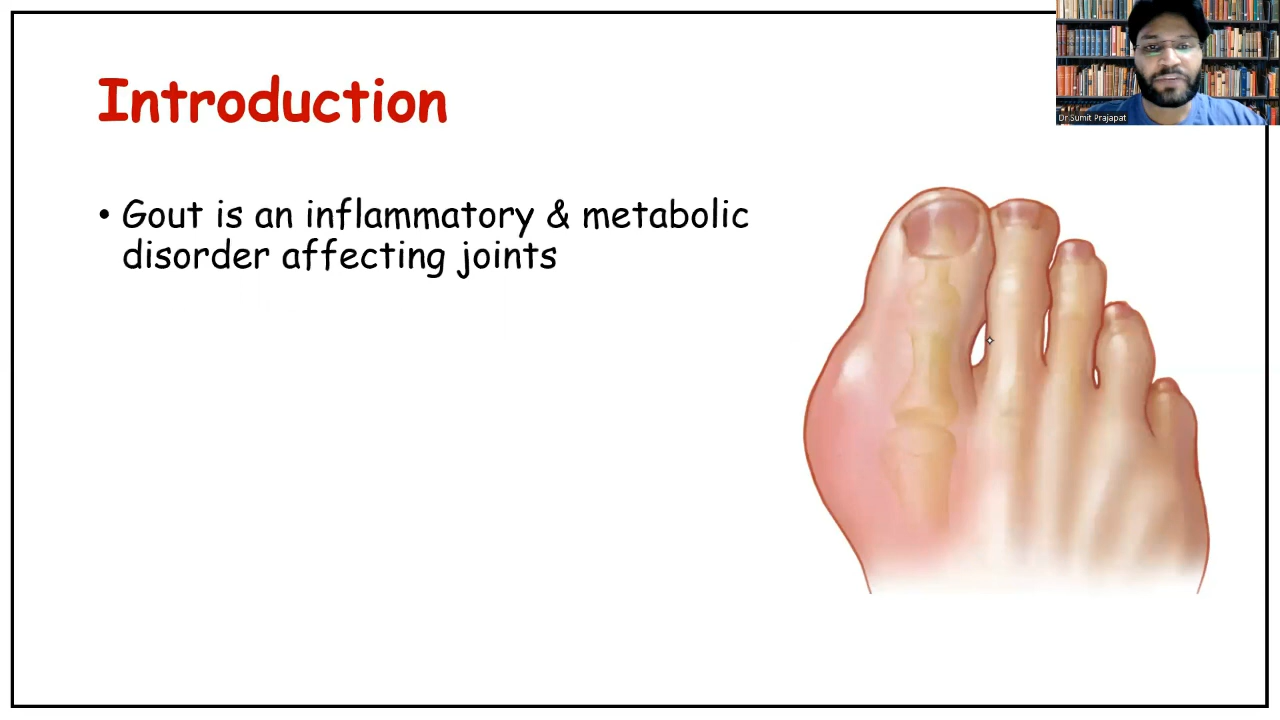 Introduction
Dr Sumit Prajapat
• Gout is an inflammatory & metabolic
disorder affecting joints